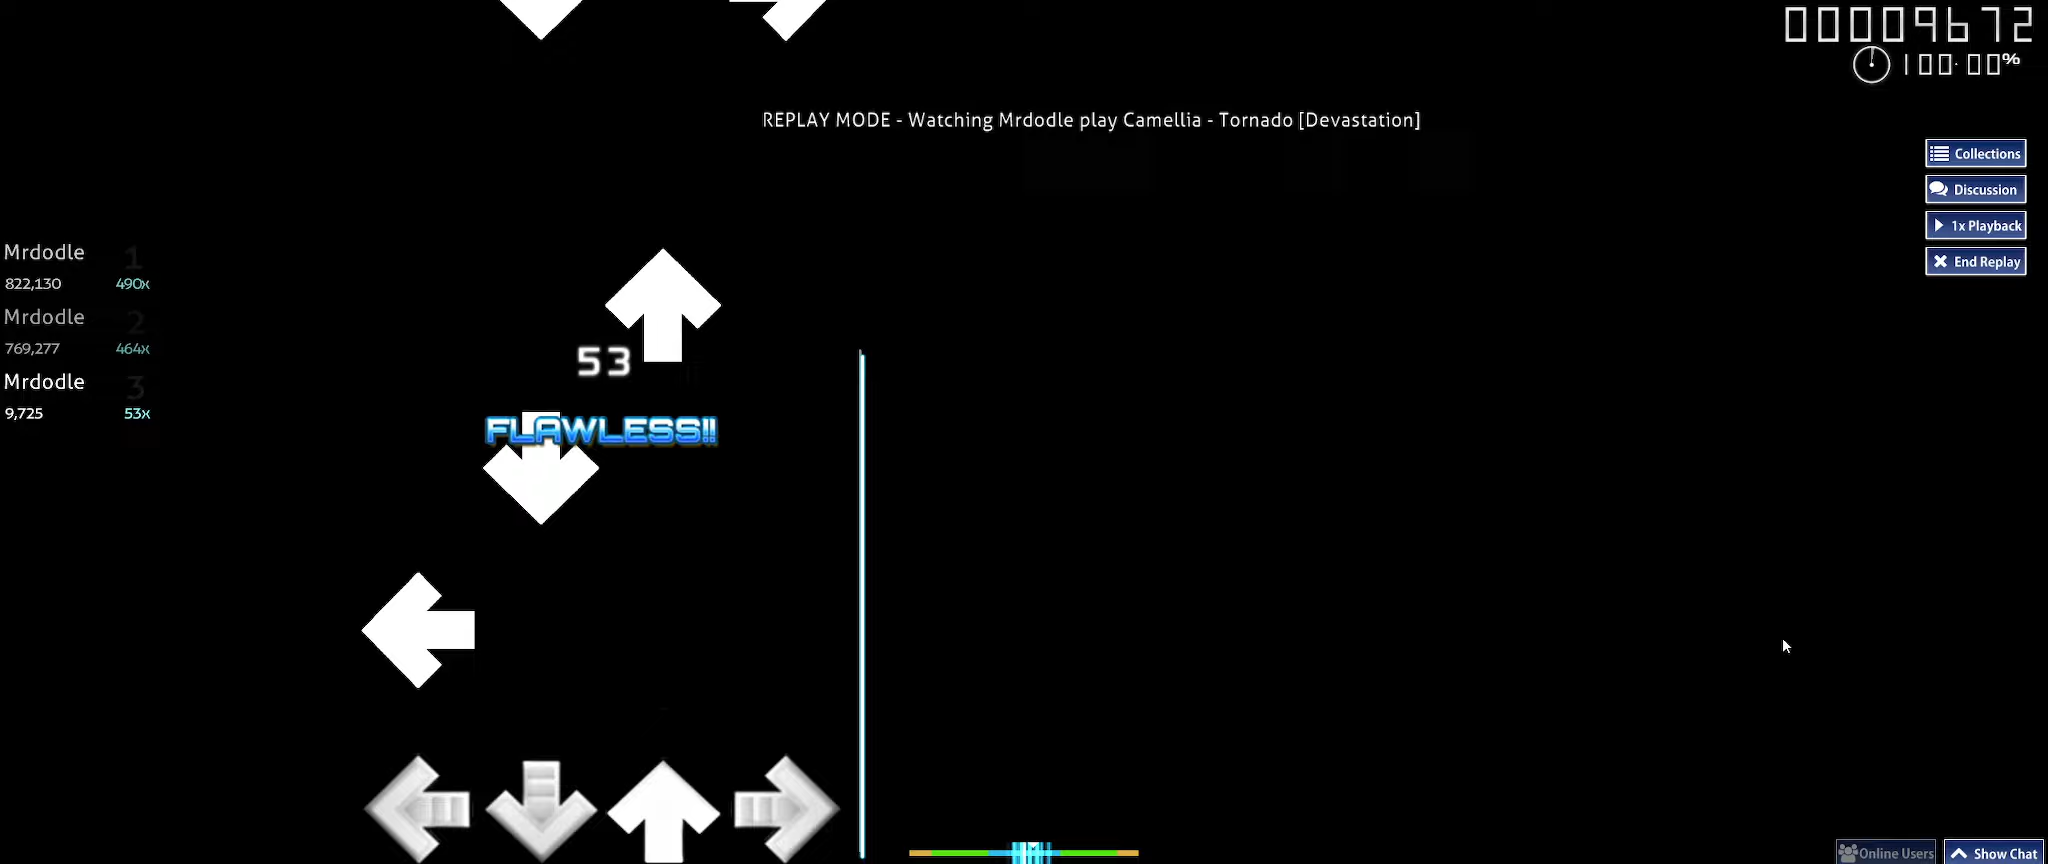 00009672
100.00%
REPLAY MODE - Watching Mrdodle play Camellia - Tornado [Devastation]
Collections
Discussion
1x Playback
End Replay
Mrdodle 1
822,130 490x
Mrdodle 2
769,277 464x
Mrdodle 3
9,725 53x
53
FLAWLESS!!
Online Users
Show Chat